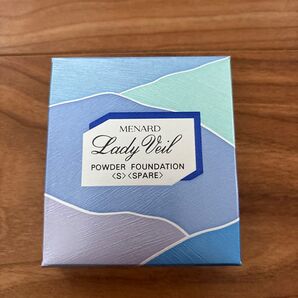 MENARD
Lady Veil
POWDER FOUNDATION
〈S〉〈SPARE〉